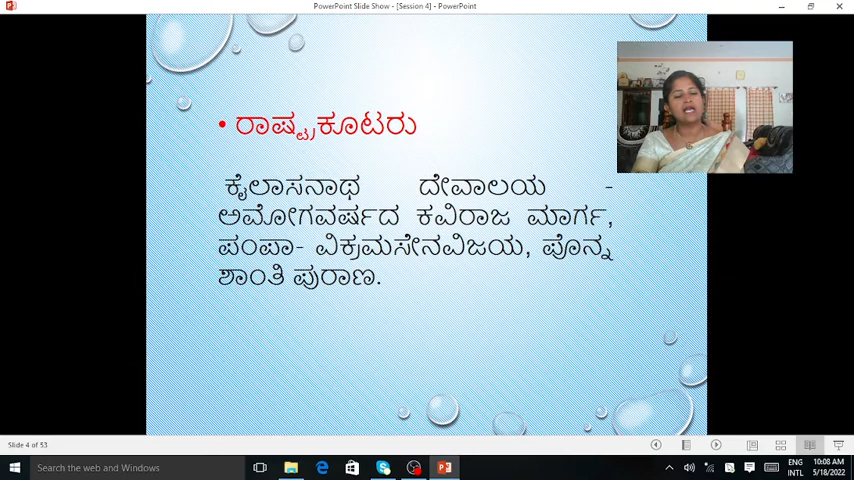 PowerPoint Slide Show - [Session 4] - PowerPoint
• ರಾಷ್ಟ್ರಕೂಟರು
ಕೈಲಾಸನಾಥ ದೇವಾಲಯ -
ಅಮೋಗವರ್ಷದ ಕವಿರಾಜ ಮಾರ್ಗ,
ಪಂಪಾ- ವಿಕ್ರಮಸೇನವಿಜಯ, ಪೊನ್ನ
ಶಾಂತಿ ಪುರಾಣ.
Slide 4 of 53
Search the web and Windows
ENG
INTL
10:08 AM
5/18/2022